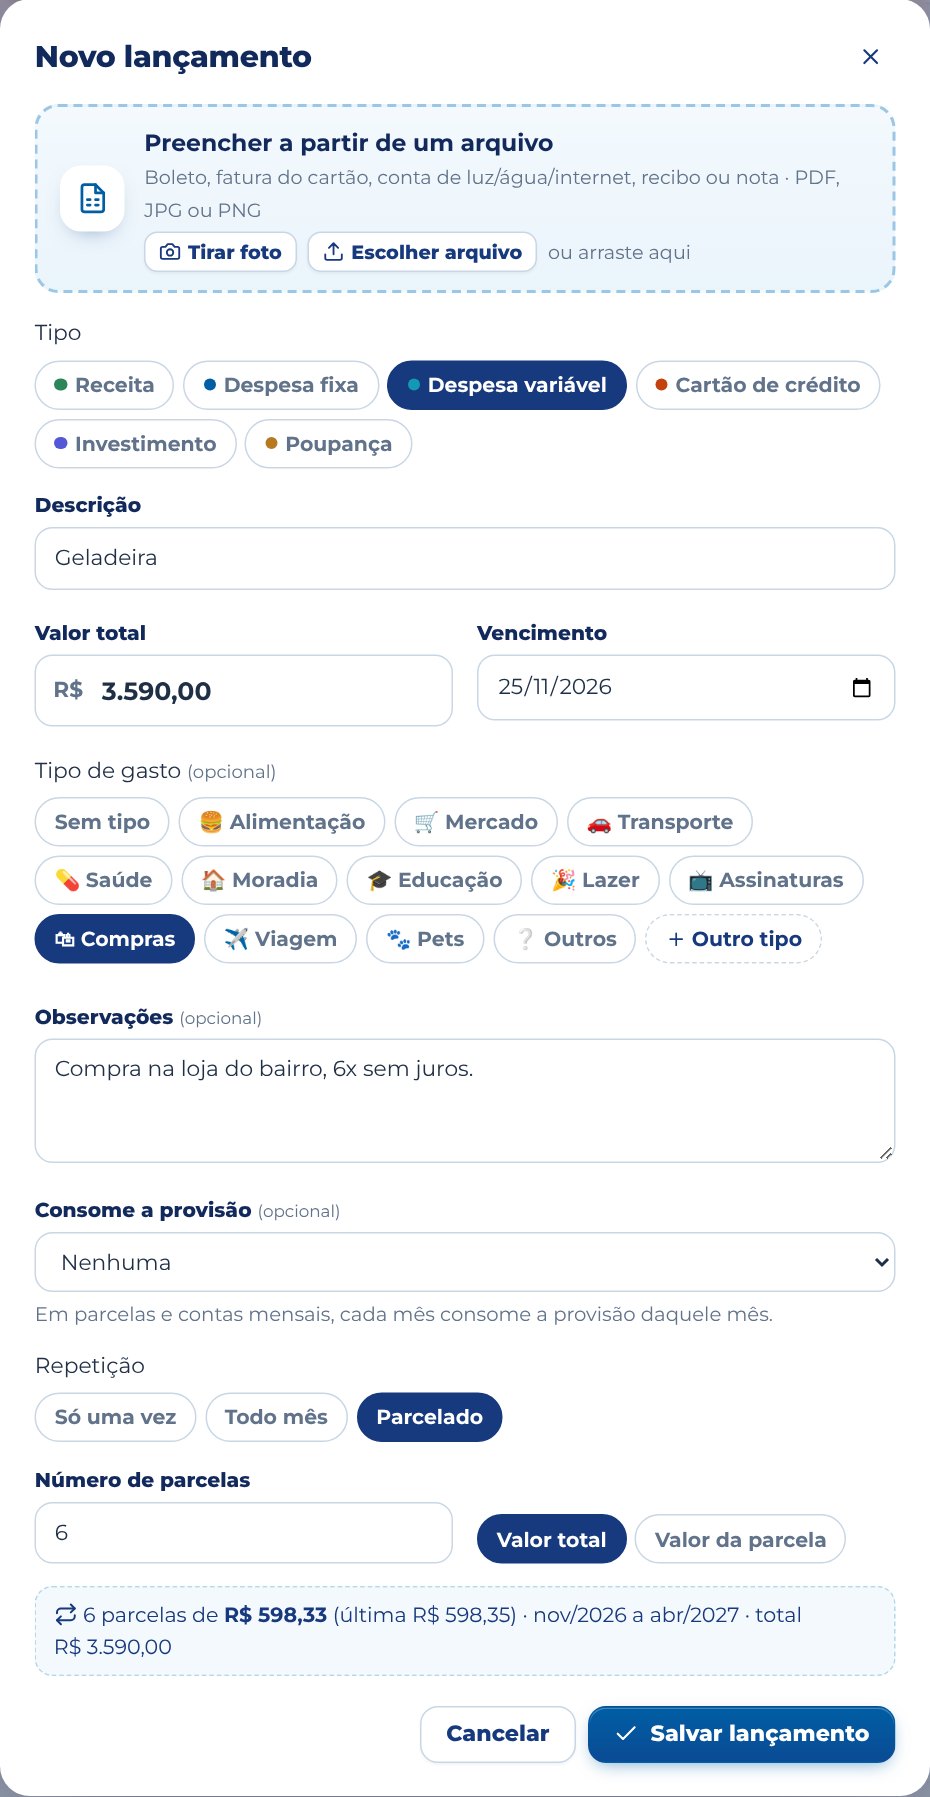 Novo lançamento
Preencher a partir de um arquivo
Boleto, fatura do cartão, conta de luz/água/internet, recibo ou nota · PDF,
JPG ou PNG
Tirar foto Escolher arquivo ou arraste aqui
Tipo
Receita Despesa fixa Despesa variável Cartão de crédito
Investimento Poupança
Descrição
Geladeira
Valor total Vencimento
R$ 3.590,00 25/11/2026
Tipo de gasto (opcional)
Sem tipo Alimentação Mercado Transporte
Saúde Moradia Educação Lazer Assinaturas
Compras Viagem Pets Outros + Outro tipo
Observações (opcional)
Compra na loja do bairro, 6x sem juros.
Consome a provisão (opcional)
Nenhuma
Em parcelas e contas mensais, cada mês consome a provisão daquele mês.
Repetição
Só uma vez Todo mês Parcelado
Número de parcelas
6 Valor total Valor da parcela
6 parcelas de R$ 598,33 (última R$ 598,35) · nov/2026 a abr/2027 · total
R$ 3.590,00
Cancelar Salvar lançamento